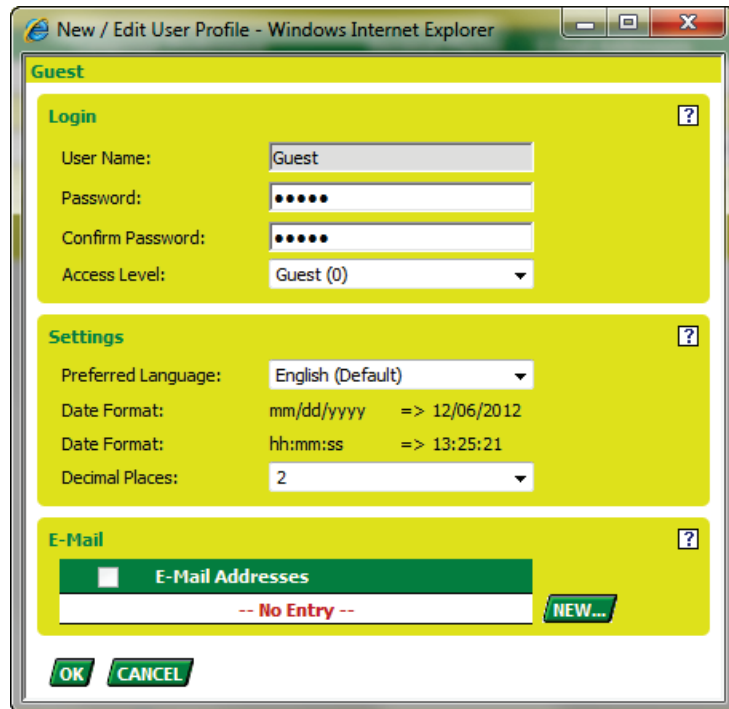 New / Edit User Profile - Windows Internet Explorer
Guest
Login
?
User Name: Guest
Password: •••••
Confirm Password: •••••
Access Level: Guest (0)
Settings
?
Preferred Language: English (Default)
Date Format: mm/dd/yyyy => 12/06/2012
Date Format: hh:mm:ss => 13:25:21
Decimal Places: 2
E-Mail
?
E-Mail Addresses
-- No Entry --
NEW...
OK CANCEL